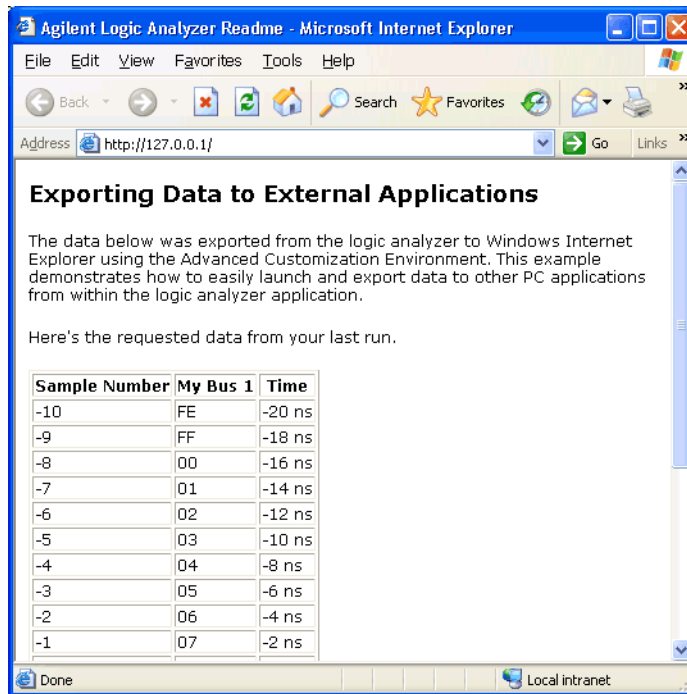 Agilent Logic Analyzer Readme - Microsoft Internet Explorer
File Edit View Favorites Tools Help
Back Search Favorites »
Address http://127.0.0.1/ Go Links »
Exporting Data to External Applications
The data below was exported from the logic analyzer to Windows Internet
Explorer using the Advanced Customization Environment. This example
demonstrates how to easily launch and export data to other PC applications
from within the logic analyzer application.
Here's the requested data from your last run.
Sample Number My Bus 1 Time
-10 FE -20 ns
-9 FF -18 ns
-8 00 -16 ns
-7 01 -14 ns
-6 02 -12 ns
-5 03 -10 ns
-4 04 -8 ns
-3 05 -6 ns
-2 06 -4 ns
-1 07 -2 ns
Done Local intranet